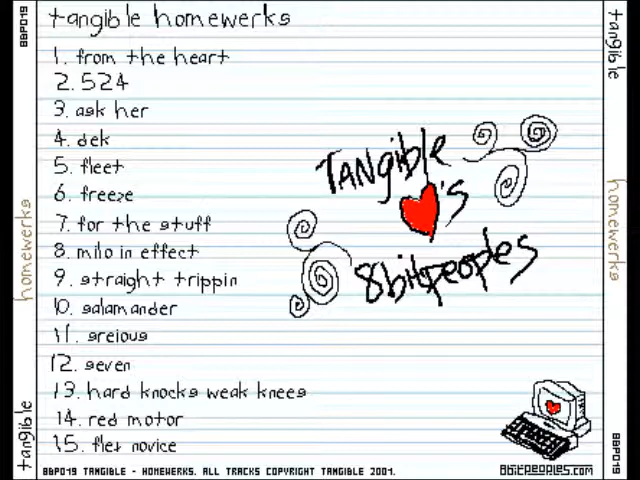 tangible homewerks
1. from the heart
2. 524
3. ask her
4. dek
5. fleet
6. freeze
7. for the stuff
8. milo in effect
9. straight trippin
10. salamander
11. sreious
12. seven
13. hard knocks weak knees
14. red motor
15. flet novice
TANgible
♥'s
8bitpeoples
BBP019 TANGIBLE - HOMEWERKS. ALL TRACKS COPYRIGHT TANGIBLE 2001.
8BITPEOPLES.COM
BBP019
homewerks
tangible
tangible
homewerks
BBP019